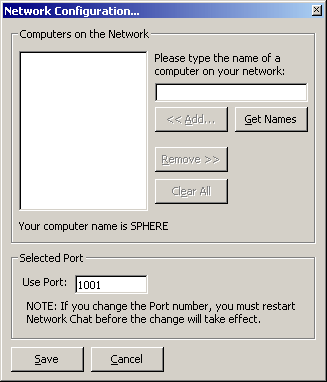 Network Configuration...
Computers on the Network
Please type the name of a
computer on your network:
<< Add...
Get Names
Remove >>
Clear All
Your computer name is SPHERE
Selected Port
Use Port:
1001
NOTE: If you change the Port number, you must restart
Network Chat before the change will take effect.
Save
Cancel